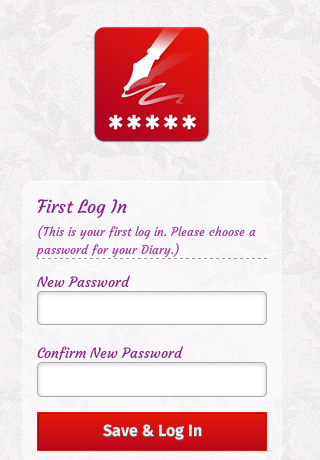 *****
First Log In
(This is your first log in. Please choose a
password for your Diary.)
New Password
Confirm New Password
Save & Log In